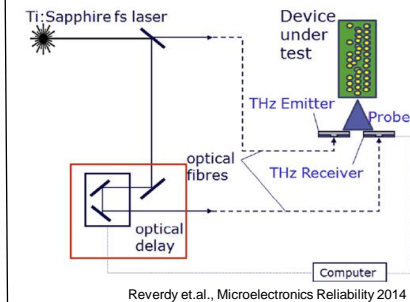 Ti:Sapphire fs laser
Device
under
test
THz Emitter
Probe
optical
fibres
THz Receiver
optical
delay
Computer
Reverdy et.al., Microelectronics Reliability 2014